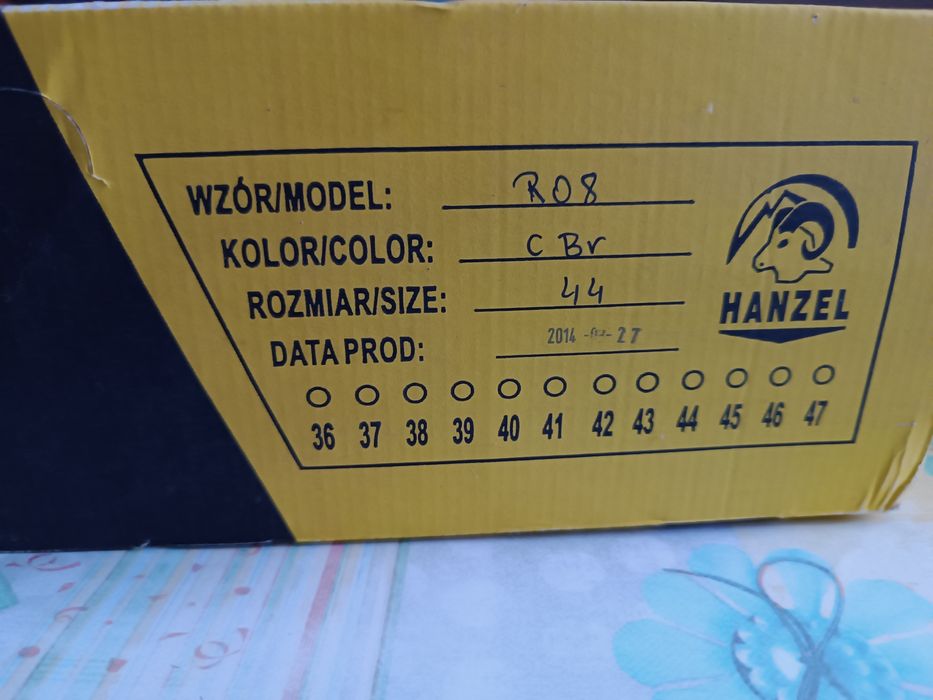 WZÓR/MODEL: R08
KOLOR/COLOR: C Br
ROZMIAR/SIZE: 44
DATA PROD: 2014 27
36 37 38 39 40 41 42 43 44 45 46 47
HANZEL